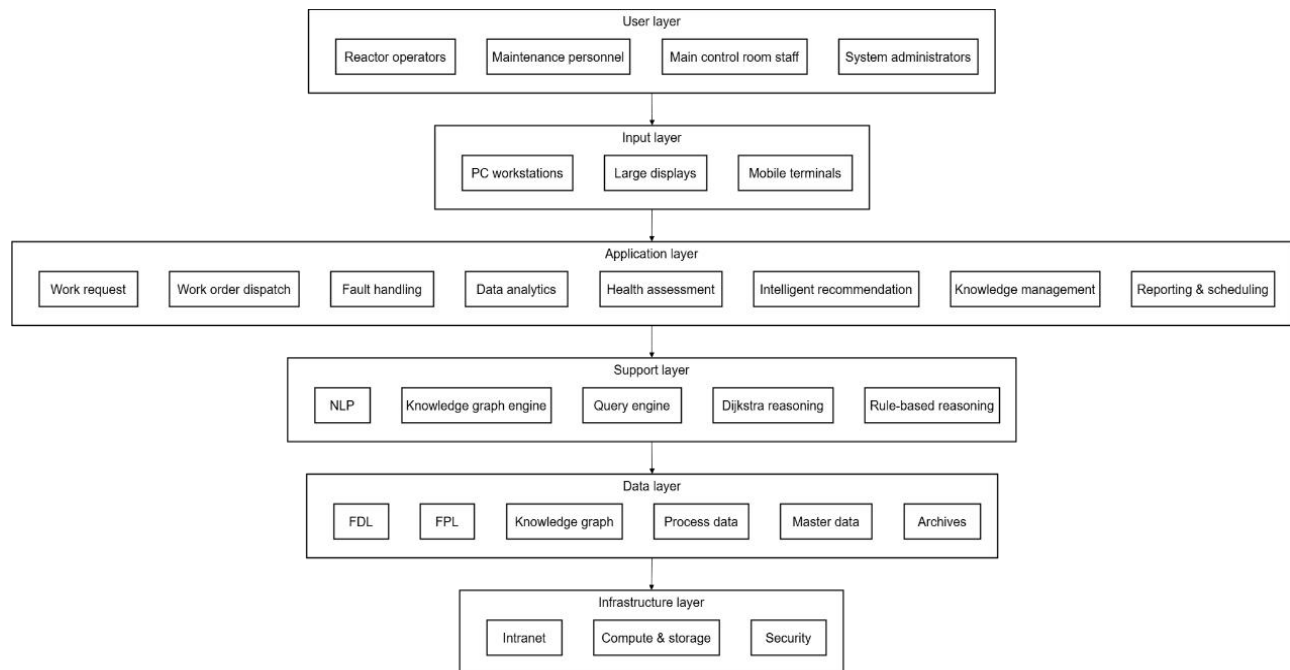 User layer
Reactor operators
Maintenance personnel
Main control room staff
System administrators
Input layer
PC workstations
Large displays
Mobile terminals
Application layer
Work request
Work order dispatch
Fault handling
Data analytics
Health assessment
Intelligent recommendation
Knowledge management
Reporting & scheduling
Support layer
NLP
Knowledge graph engine
Query engine
Dijkstra reasoning
Rule-based reasoning
Data layer
FDL
FPL
Knowledge graph
Process data
Master data
Archives
Infrastructure layer
Intranet
Compute & storage
Security